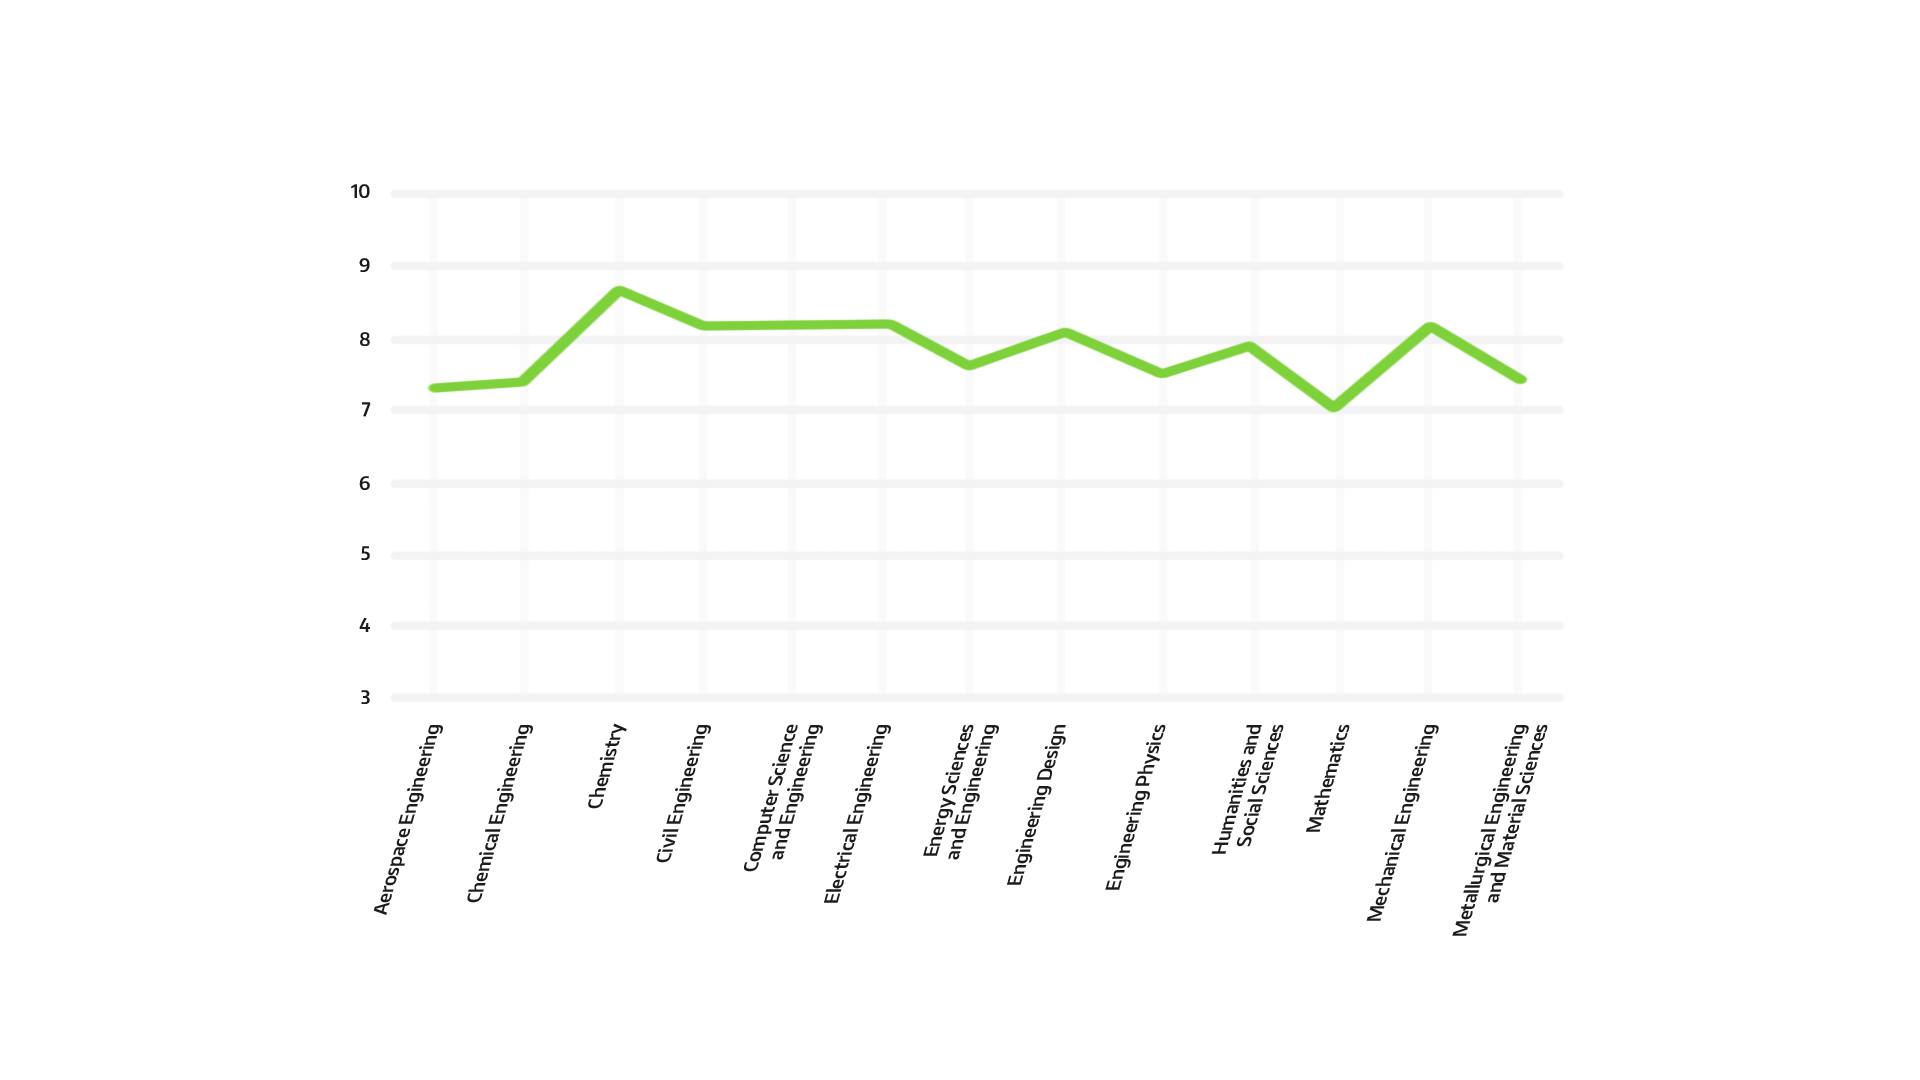 10
9
8
7
6
5
4
3
Aerospace Engineering
Chemical Engineering
Chemistry
Civil Engineering
Computer Science
and Engineering
Electrical Engineering
Energy Sciences
and Engineering
Engineering Design
Engineering Physics
Humanities and
Social Sciences
Mathematics
Mechanical Engineering
Metallurgical Engineering
and Material Sciences